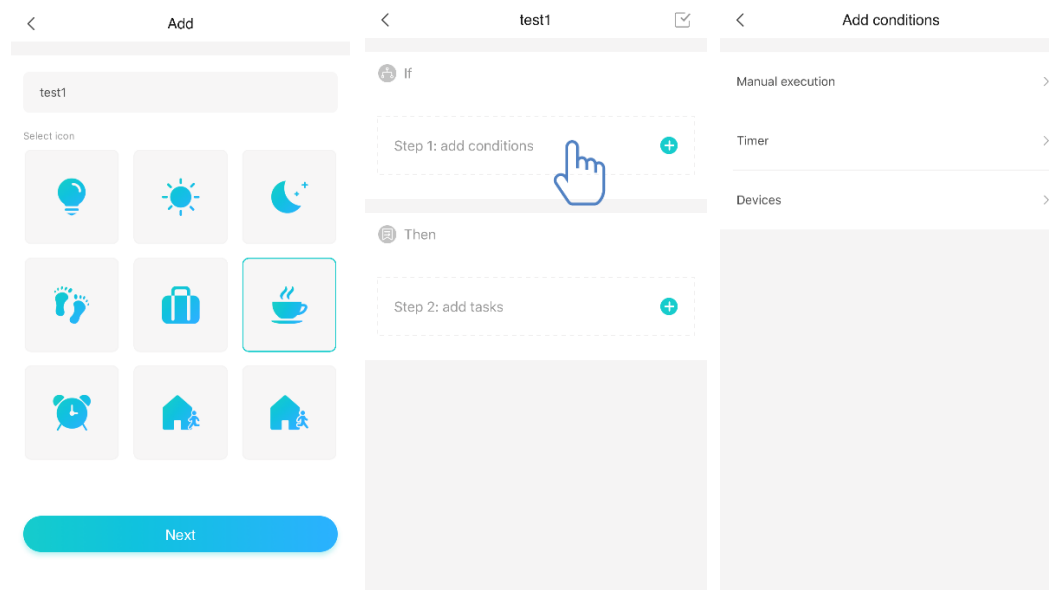 Add
test1
Select icon
Next
test1
If
Step 1: add conditions
Then
Step 2: add tasks
Add conditions
Manual execution
Timer
Devices